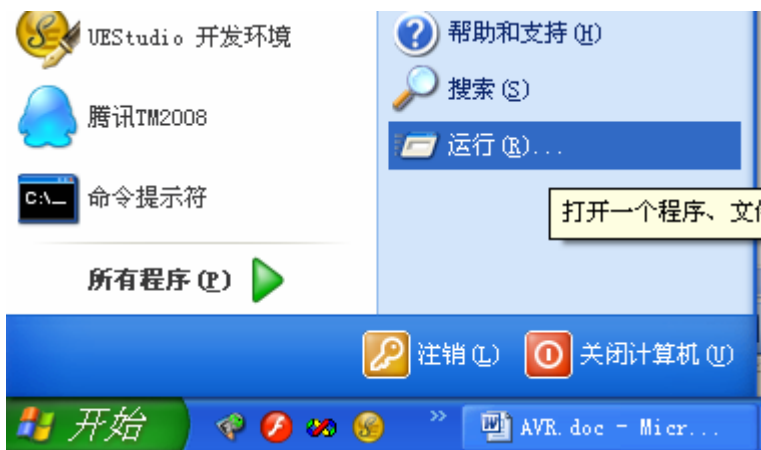 UEStudio 开发环境
腾讯TM2008
C:\_
命令提示符
所有程序(P)
帮助和支持(H)
搜索(S)
运行(R)...
打开一个程序、文
注销(L)
关闭计算机(U)
开始
»
AVR.doc - Micr...